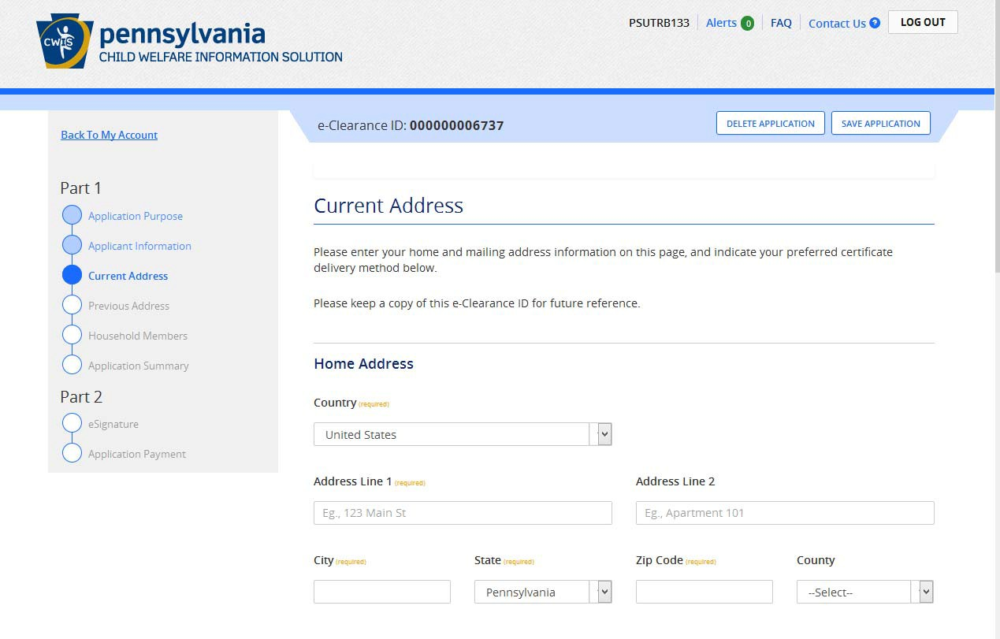 CWIS
pennsylvania
CHILD WELFARE INFORMATION SOLUTION
PSUTRB133
Alerts 0
FAQ
Contact Us ?
LOG OUT
Back To My Account
Part 1
Application Purpose
Applicant Information
Current Address
Previous Address
Household Members
Application Summary
Part 2
eSignature
Application Payment
e-Clearance ID: 000000006737
DELETE APPLICATION
SAVE APPLICATION
Current Address
Please enter your home and mailing address information on this page, and indicate your preferred certificate
delivery method below.
Please keep a copy of this e-Clearance ID for future reference.
Home Address
Country (required)
United States
Address Line 1 (required)
Address Line 2
Eg., 123 Main St
Eg., Apartment 101
City (required)
State (required)
Zip Code (required)
County
Pennsylvania
--Select--